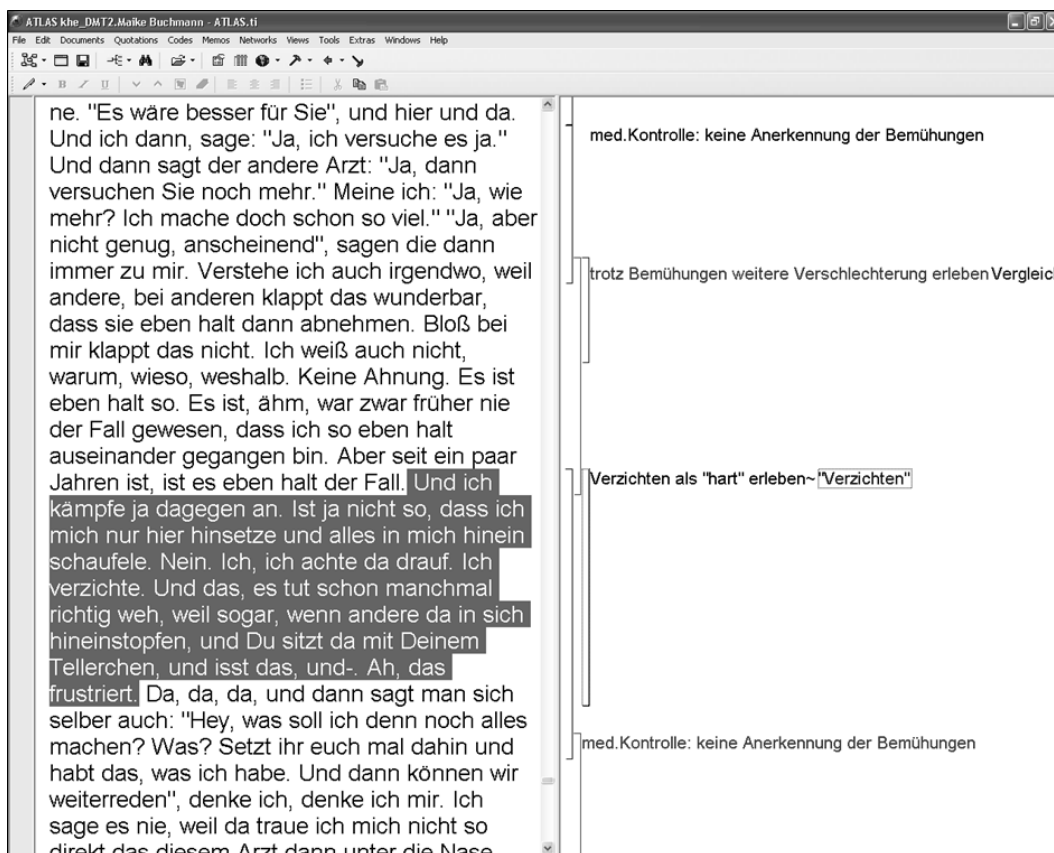 ATLAS khe_DMT2.Maike Buchmann - ATLAS.ti
File Edit Documents Quotations Codes Memos Networks Views Tools Extras Windows Help
B I U
ne. "Es wäre besser für Sie", und hier und da.
Und ich dann, sage: "Ja, ich versuche es ja."
Und dann sagt der andere Arzt: "Ja, dann
versuchen Sie noch mehr." Meine ich: "Ja, wie
mehr? Ich mache doch schon so viel." "Ja, aber
nicht genug, anscheinend", sagen die dann
immer zu mir. Verstehe ich auch irgendwo, weil
andere, bei anderen klappt das wunderbar,
dass sie eben halt dann abnehmen. Bloß bei
mir klappt das nicht. Ich weiß auch nicht,
warum, wieso, weshalb. Keine Ahnung. Es ist
eben halt so. Es ist, ähm, war zwar früher nie
der Fall gewesen, dass ich so eben halt
auseinander gegangen bin. Aber seit ein paar
Jahren ist, ist es eben halt der Fall. Und ich
kämpfe ja dagegen an. Ist ja nicht so, dass ich
mich nur hier hinsetze und alles in mich hinein
schaufele. Nein. Ich, ich achte da drauf. Ich
verzichte. Und das, es tut schon manchmal
richtig weh, weil sogar, wenn andere da in sich
hineinstopfen, und Du sitzt da mit Deinem
Tellerchen, und isst das, und-. Ah, das
frustriert. Da, da, da, und dann sagt man sich
selber auch: "Hey, was soll ich denn noch alles
machen? Was? Setzt ihr euch mal dahin und
habt das, was ich habe. Und dann können wir
weiterreden", denke ich, denke ich mir. Ich
sage es nie, weil da traue ich mich nicht so
direkt das diesem Arzt dann unter die Nase
med.Kontrolle: keine Anerkennung der Bemühungen
trotz Bemühungen weitere Verschlechterung erleben Vergleich
Verzichten als "hart" erleben~ "Verzichten"
med.Kontrolle: keine Anerkennung der Bemühungen